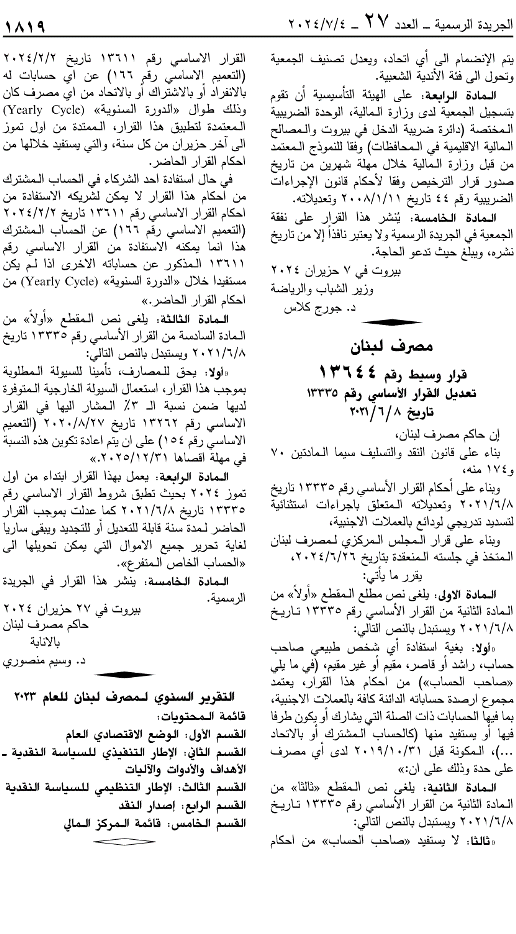 الجريدة الرسمية ـ العدد ٢٧ ـ ٢٠٢٤/٧/٤
١٨١٩
يتم الإنضمام الى أي اتحاد، ويعدل تصنيف الجمعية
وتحول الى فئة الأندية الشعبية.
المادة الرابعة: على الهيئة التأسيسية أن تقوم
بتسجيل الجمعية لدى وزارة المالية، الوحدة الضريبية
المختصة (دائرة ضريبة الدخل في بيروت والمصالح
المالية الاقليمية في المحافظات) وفقا للنموذج المعتمد
من قبل وزارة المالية خلال مهلة شهرين من تاريخ
صدور قرار الترخيص وفقا لأحكام قانون الإجراءات
الضريبية رقم ٤٤ تاريخ ٢٠٠٨/١/١١ وتعديلاته.
المادة الخامسة: يُنشر هذا القرار على نفقة
الجمعية في الجريدة الرسمية ولا يعتبر نافذاً إلا من تاريخ
نشره، ويبلغ حيث تدعو الحاجة.
بيروت في ٧ حزيران ٢٠٢٤
وزير الشباب والرياضة
د. جورج كلاس
مصرف لبنان
قرار وسيط رقم ١٣٦٤٤
تعديل القرار الأساسي رقم ١٣٣٣٥
تاريخ ٢٠٢١/٦/٨
إن حاكم مصرف لبنان،
بناء على قانون النقد والتسليف سيما المادتين ٧٠
و١٧٤ منه،
وبناء على أحكام القرار الأساسي رقم ١٣٣٣٥ تاريخ
٢٠٢١/٦/٨ وتعديلاته المتعلق باجراءات استثنائية
لتسديد تدريجي لودائع بالعملات الاجنبية،
وبناء على قرار المجلس المركزي لمصرف لبنان
المتخذ في جلسته المنعقدة بتاريخ ٢٠٢٤/٦/٢٦،
يقرر ما يأتي:
المادة الاولى: يلغى نص مطلع المقطع «أولاً» من
المادة الثانية من القرار الأساسي رقم ١٣٣٣٥ تاريخ
٢٠٢١/٦/٨ ويستبدل بالنص التالي:
«أولا: بغية استفادة أي شخص طبيعي صاحب
حساب، راشد أو قاصر، مقيم أو غير مقيم، (في ما يلي
«صاحب الحساب») من احكام هذا القرار، يعتمد
مجموع ارصدة حساباته الدائنة كافة بالعملات الاجنبية،
بما فيها الحسابات ذات الصلة التي يشارك أو يكون طرفا
فيها أو يستفيد منها (كالحساب المشترك أو بالاتحاد
...)، المكونة قبل ٢٠١٩/١٠/٣١ لدى أي مصرف
على حدة وذلك على ان:»
المادة الثانية: يلغى نص المقطع «ثالثا» من
المادة الثانية من القرار الاساسي رقم ١٣٣٣٥ تاريخ
٢٠٢١/٦/٨ ويستبدل بالنص التالي:
«ثالثا: لا يستفيد «صاحب الحساب» من احكام
القرار الاساسي رقم ١٣٦١١ تاريخ ٢٠٢٤/٢/٢
(التعميم الاساسي رقم ١٦٦) عن اي حسابات له
بالانفراد أو بالاشتراك أو بالاتحاد من اي مصرف كان
وذلك طوال «الدورة السنوية» (Yearly Cycle)
المعتمدة لتطبيق هذا القرار، الممتدة من اول تموز
الى آخر حزيران من كل سنة، والتي يستفيد خلالها من
احكام القرار الحاضر.
في حال استفادة احد الشركاء في الحساب المشترك
من احكام هذا القرار لا يمكن لشريكه الاستفادة من
احكام القرار الاساسي رقم ١٣٦١١ تاريخ ٢٠٢٤/٢/٢
(التعميم الاساسي رقم ١٦٦) عن الحساب المشترك
هذا انما يمكنه الاستفادة من القرار الاساسي رقم
١٣٦١١ المذكور عن حساباته الاخرى اذا لم يكن
مستفيدا خلال «الدورة السنوية» (Yearly Cycle) من
احكام القرار الحاضر.»
المادة الثالثة: يلغى نص المقطع «أولاً» من
المادة السادسة من القرار الأساسي رقم ١٣٣٣٥ تاريخ
٢٠٢١/٦/٨ ويستبدل بالنص التالي:
«أولا: يحق للمصارف، تأمينا للسيولة المطلوبة
بموجب هذا القرار، استعمال السيولة الخارجية المتوفرة
لديها ضمن نسبة الـ ٣٪ المشار اليها في القرار
الاساسي رقم ١٣٢٦٢ تاريخ ٢٠٢٠/٨/٢٧ (التعميم
الاساسي رقم ١٥٤) على ان يتم اعادة تكوين هذه النسبة
في مهلة اقصاها ٢٠٢٥/١٢/٣١.»
المادة الرابعة: يعمل بهذا القرار ابتداء من اول
تموز ٢٠٢٤ بحيث تطبق شروط القرار الاساسي رقم
١٣٣٣٥ تاريخ ٢٠٢١/٦/٨ كما عدلت بموجب القرار
الحاضر لمدة سنة قابلة للتعديل أو للتجديد ويبقى ساريا
لغاية تحرير جميع الاموال التي يمكن تحويلها الى
«الحساب الخاص المتفرع».
المادة الخامسة: ينشر هذا القرار في الجريدة
الرسمية.
بيروت في ٢٧ حزيران ٢٠٢٤
حاكم مصرف لبنان
بالانابة
د. وسيم منصوري
التقرير السنوي لـمصرف لبنان للعام ٢٠٢٣
قائمة الـمحتويات:
القسم الأول: الوضع الاقتصادي العام
القسم الثاني: الإطار التنفيذي للسياسة النقدية ـ
الأهداف والأدوات والآليات
القسم الثالث: الإطار التنظيمي للسياسة النقدية
القسم الرابع: إصدار النقد
القسم الخامس: قائمة الـمركز الـمالي